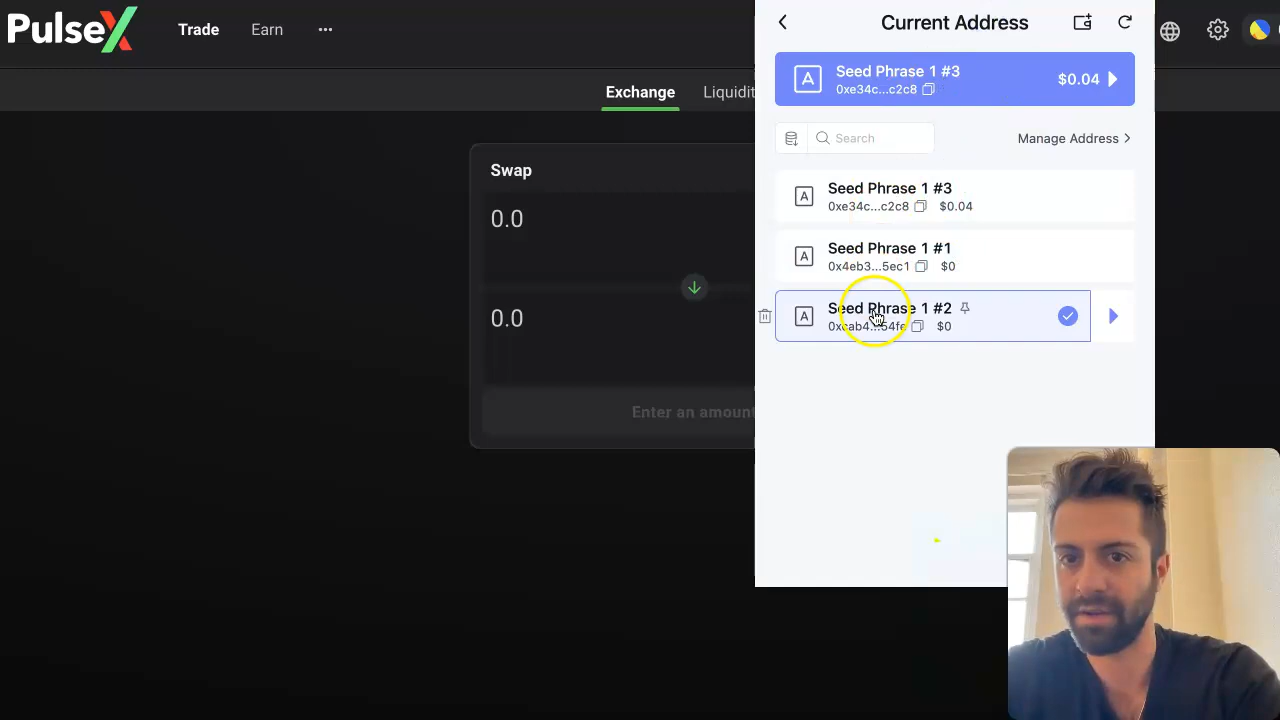 PulseX
Trade
Earn
Exchange
Liquidit
Swap
0.0
0.0
Enter an amount
Current Address
Seed Phrase 1 #3
$0.04
0xe34c...c2c8
Search
Manage Address
Seed Phrase 1 #3
0xe34c...c2c8 $0.04
Seed Phrase 1 #1
0x4eb3...5ec1 $0
Seed Phrase 1 #2
$0